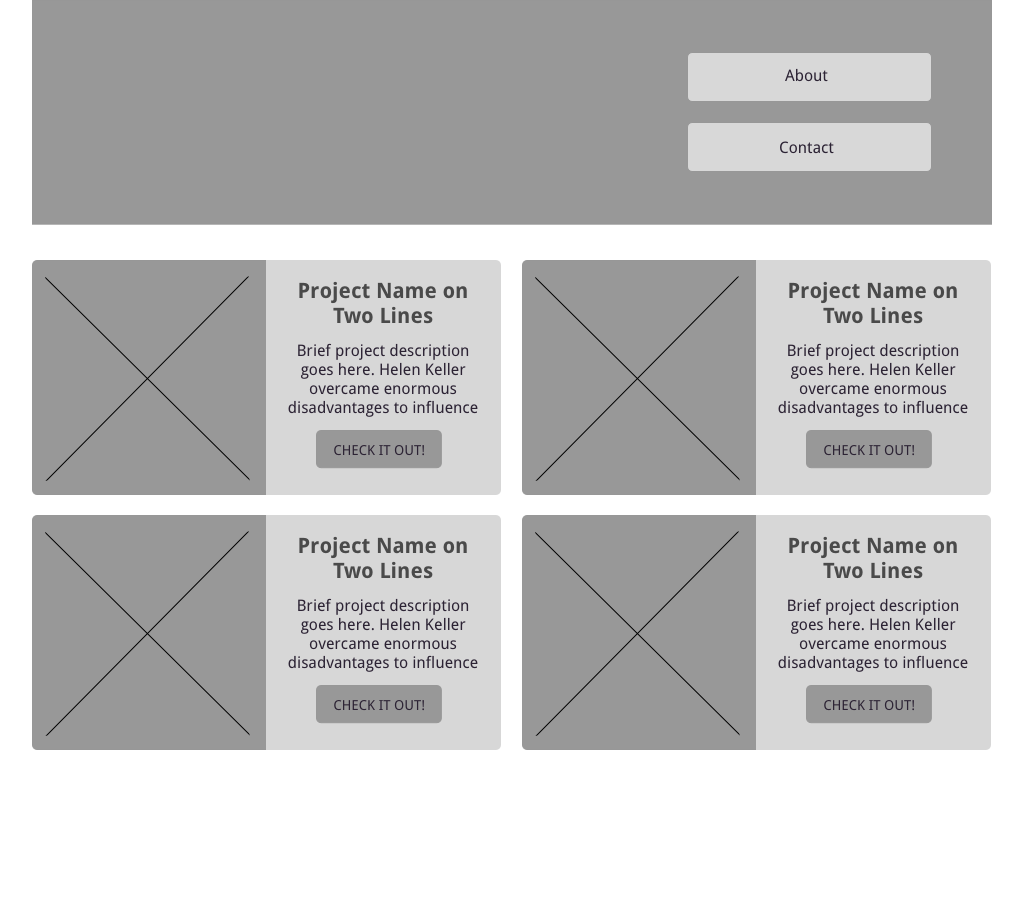 About
Contact
Project Name on
Two Lines
Brief project description
goes here. Helen Keller
overcame enormous
disadvantages to influence
CHECK IT OUT!
Project Name on
Two Lines
Brief project description
goes here. Helen Keller
overcame enormous
disadvantages to influence
CHECK IT OUT!
Project Name on
Two Lines
Brief project description
goes here. Helen Keller
overcame enormous
disadvantages to influence
CHECK IT OUT!
Project Name on
Two Lines
Brief project description
goes here. Helen Keller
overcame enormous
disadvantages to influence
CHECK IT OUT!